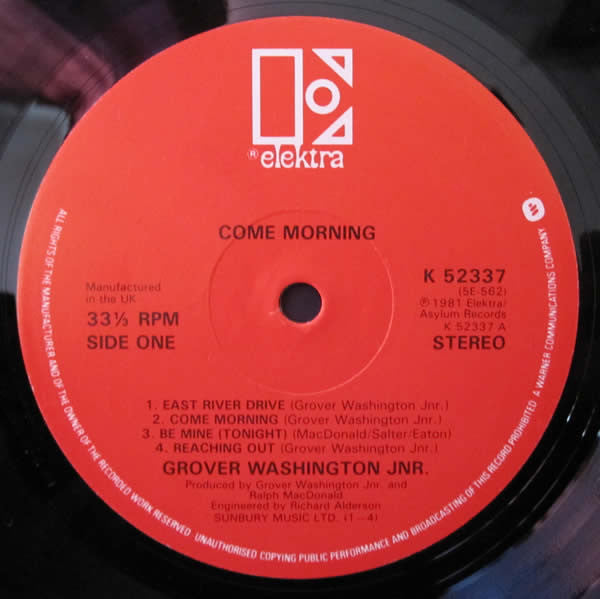 ® elektra
COME MORNING
Manufactured
in the UK
33⅓ RPM
SIDE ONE
K 52337
(5E-562)
℗ 1981 Elektra/
Asylum Records
K 52337 A
STEREO
1. EAST RIVER DRIVE (Grover Washington Jnr.)
2. COME MORNING (Grover Washington Jnr.)
3. BE MINE (TONIGHT) (MacDonald/Salter/Eaton)
4. REACHING OUT (Grover Washington Jnr.)
GROVER WASHINGTON JNR.
Produced by Grover Washington Jnr. and
Ralph MacDonald
Engineered by Richard Alderson
SUNBURY MUSIC LTD. (1–4)
ALL RIGHTS OF THE MANUFACTURER AND OF THE OWNER OF THE RECORDED WORK RESERVED UNAUTHORISED COPYING PUBLIC PERFORMANCE AND BROADCASTING OF THIS RECORD PROHIBITED A WARNER COMMUNICATIONS COMPANY